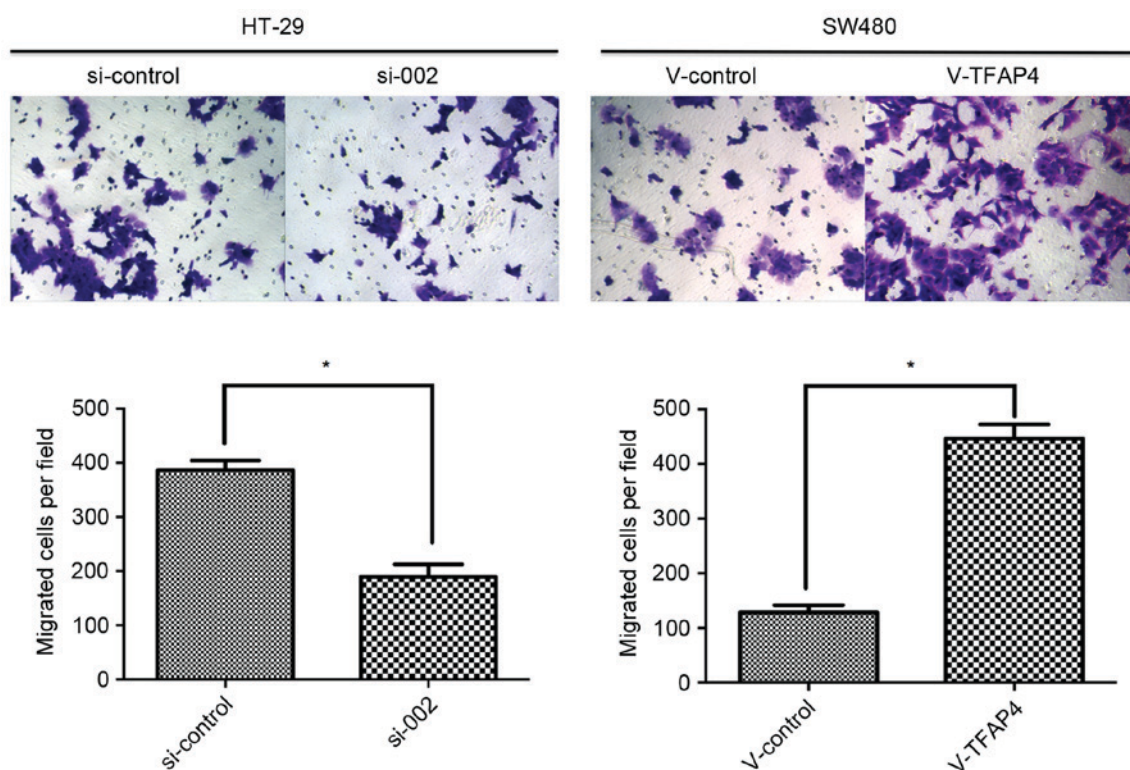 HT-29
SW480
si-control si-002
V-control V-TFAP4
*
500
400
300
200
100
0
Migrated cells per field
si-control
si-002
*
500
400
300
200
100
0
Migrated cells per field
V-control
V-TFAP4